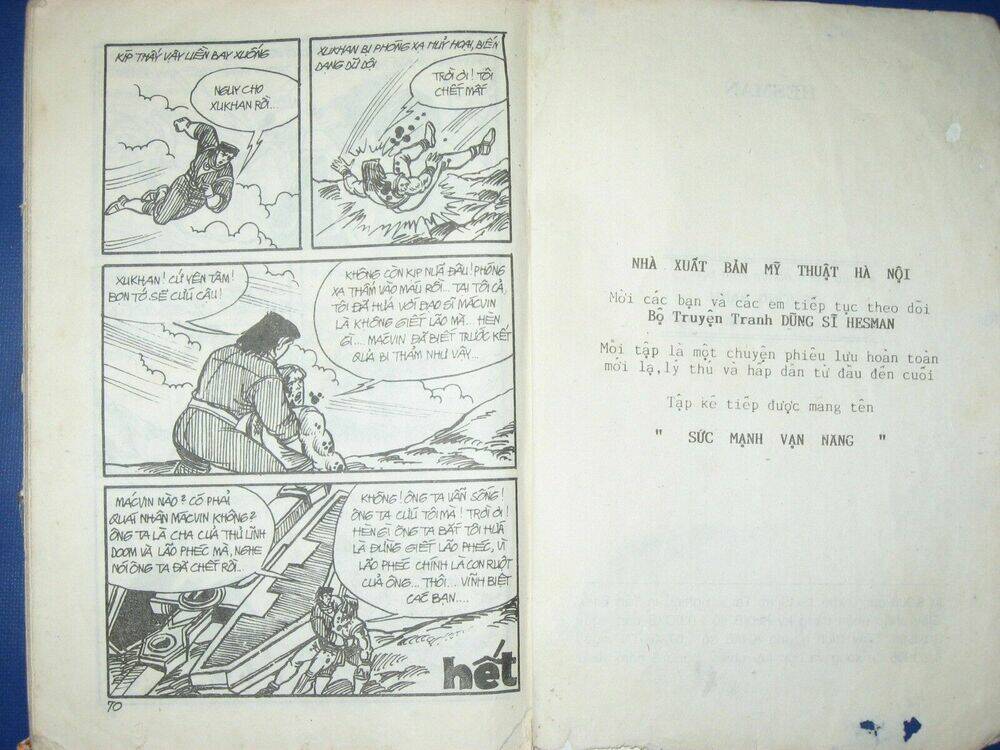 KÍP THẤY VẬY LIỀN BAY XUỐNG
NGUY CHO
XUKHAN RỒI...
XUKHAN BỊ PHÓNG XẠ HUỶ HOẠI, BIẾN
DẠNG DỮ DỘI
TRỜI ƠI! TÔI
CHẾT MẤT
XUKHAN! CỨ YÊN TÂM!
BỌN TỚ SẼ CỨU CẬU!
KHÔNG CÒN KỊP NỮA ĐÂU! PHÓNG
XẠ THẤM VÀO MÁU RỒI... TẠI TÔI CẢ,
TÔI ĐÃ HỨA VỚI ĐẠO SĨ MÁCVIN
LÀ KHÔNG GIẾT LÃO MÀ... HÈN
GÌ.... MACVIN ĐÃ BIẾT TRƯỚC KẾT
QUẢ BI THẢM NHƯ VẬY...
MÁCVIN NÀO? CÓ PHẢI
QUÁI NHÂN MÁCVIN KHÔNG?
ÔNG TA LÀ CHA CỦA THỦ LĨNH
DOOM VÀ LÃO PHÉC MÀ, NGHE
NÓI ÔNG TA ĐÃ CHẾT RỒI..
KHÔNG! ÔNG TA VẪN SỐNG!
ÔNG TA CỨU TÔI MÀ! TRỜI ƠI!
HÈN GÌ ÔNG TA BẮT TÔI HỨA
LÀ ĐỪNG GIẾT LÃO PHÉC, VÌ
LÃO PHÉC CHÍNH LÀ CON RUỘT
CỦA ÔNG... THÔI... VĨNH BIỆT
CÁC BẠN....
hết
70
NHÀ XUẤT BẢN MỸ THUẬT HÀ NỘI
Mời các bạn và các em tiếp tục theo dõi
Bộ Truyện Tranh DŨNG SĨ HESMAN
Mỗi tập là một chuyện phiêu lưu hoàn toàn
mới lạ,lý thú và hấp dẫn từ đầu đến cuối
Tập kế tiếp được mang tên
" SỨC MẠNH VẠN NĂNG "